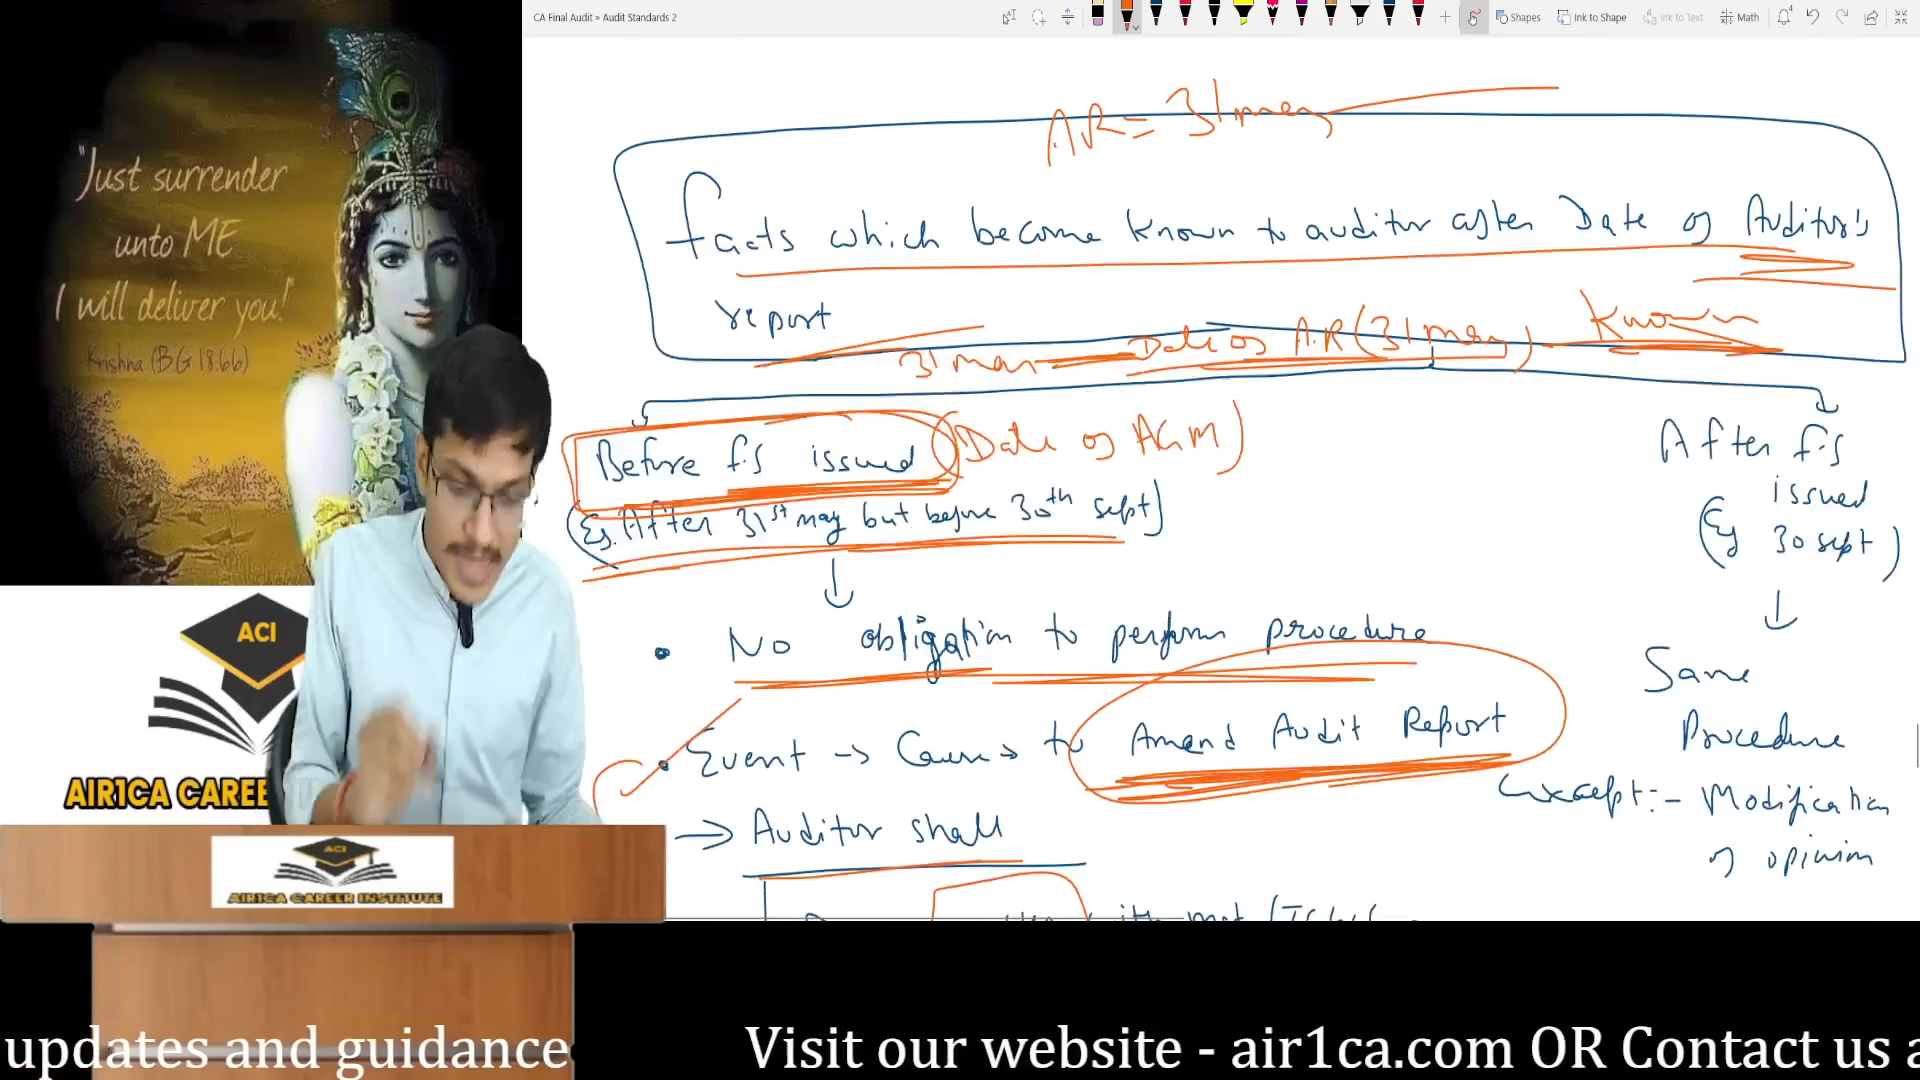 CA Final Audit » Audit Standards 2
Shapes
Ink to Shape
Ink to Text
Math
"Just surrender
unto ME
I will deliver you!"
Krishna (B.G 18.66)
AR = 31 may
Facts which become known to auditor after Date of Auditor's
report
31 mar
Date of AR (31 may)
Known
Before f.s issued
(Date of AGM)
(Eg. After 31st may but before 30th sept)
After f.s
issued
(Eg 30 sept)
• No obligation to perform procedure
• Event → Causes to Amend Audit Report
→ Auditor shall
Same
Procedure
Except:- Modification
of opinion
ACI
AIR1CA CAREE
ACI
AIR1CA CAREER INSTITUTE
updates and guidance
Visit our website - air1ca.com OR Contact us a